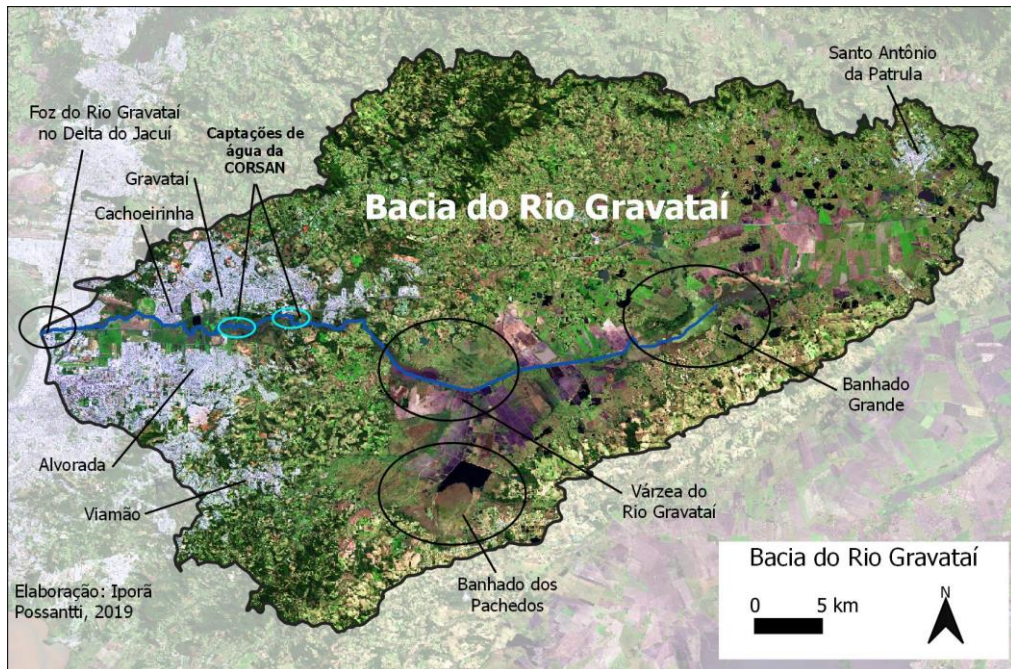 Santo Antônio
da Patrula
Foz do Rio Gravataí
no Delta do Jacuí
Captações de
água da
CORSAN
Gravataí
Cachoeirinha
Bacia do Rio Gravataí
Banhado
Grande
Alvorada
Viamão
Várzea do
Rio Gravataí
Banhado dos
Pachedos
Elaboração: Iporã
Possantti, 2019
Bacia do Rio Gravataí
0 5 km
N